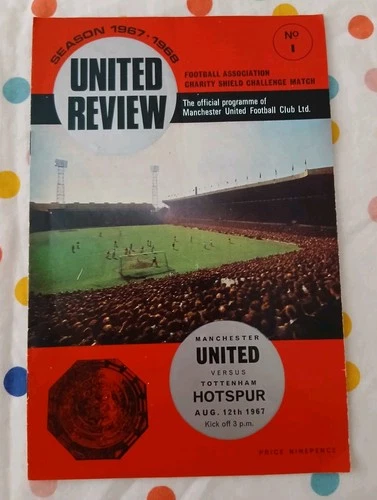 SEASON 1967-1968
UNITED
REVIEW
No
1
FOOTBALL ASSOCIATION
CHARITY SHIELD CHALLENGE MATCH
The official programme of
Manchester United Football Club Ltd.
MANCHESTER
UNITED
VERSUS
TOTTENHAM
HOTSPUR
AUG. 12th 1967
Kick off 3 p.m.
PRICE NINEPENCE